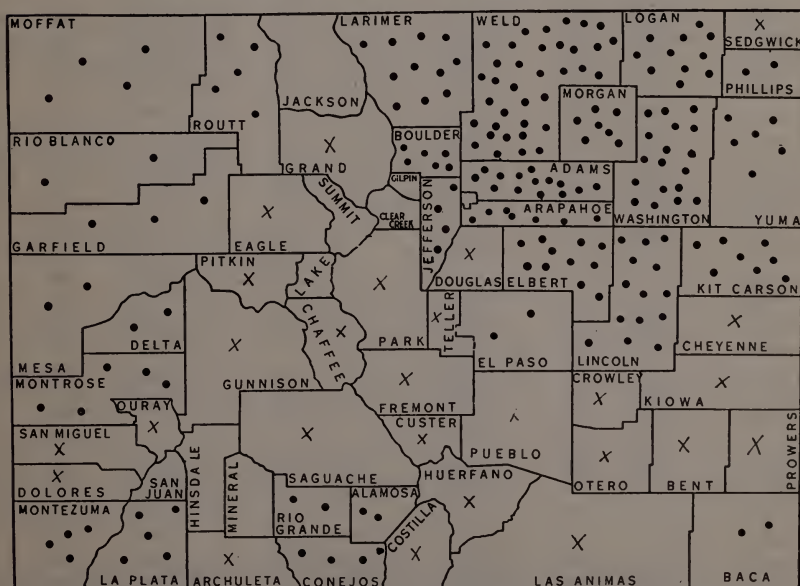 MOFFAT
ROUTT
JACKSON
LARIMER
WELD
LOGAN
SEDGWICK
PHILLIPS
MORGAN
RIO BLANCO
GRAND
BOULDER
GILPIN
ADAMS
ARAPAHOE
WASHINGTON
YUMA
GARFIELD
EAGLE
SUMMIT
CLEAR
CREEK
JEFFERSON
DOUGLAS
ELBERT
KIT CARSON
PITKIN
LAKE
CHAFFEE
PARK
TELLER
EL PASO
LINCOLN
CHEYENNE
MESA
DELTA
MONTROSE
GUNNISON
OURAY
FREMONT
CROWLEY
KIOWA
SAN MIGUEL
CUSTER
PUEBLO
OTERO
BENT
PROWERS
DOLORES
SAN
JUAN
HINSDALE
MINERAL
SAGUACHE
HUERFANO
MONTEZUMA
RIO
GRANDE
ALAMOSA
COSTILLA
LA PLATA
ARCHULETA
CONEJOS
LAS ANIMAS
BACA